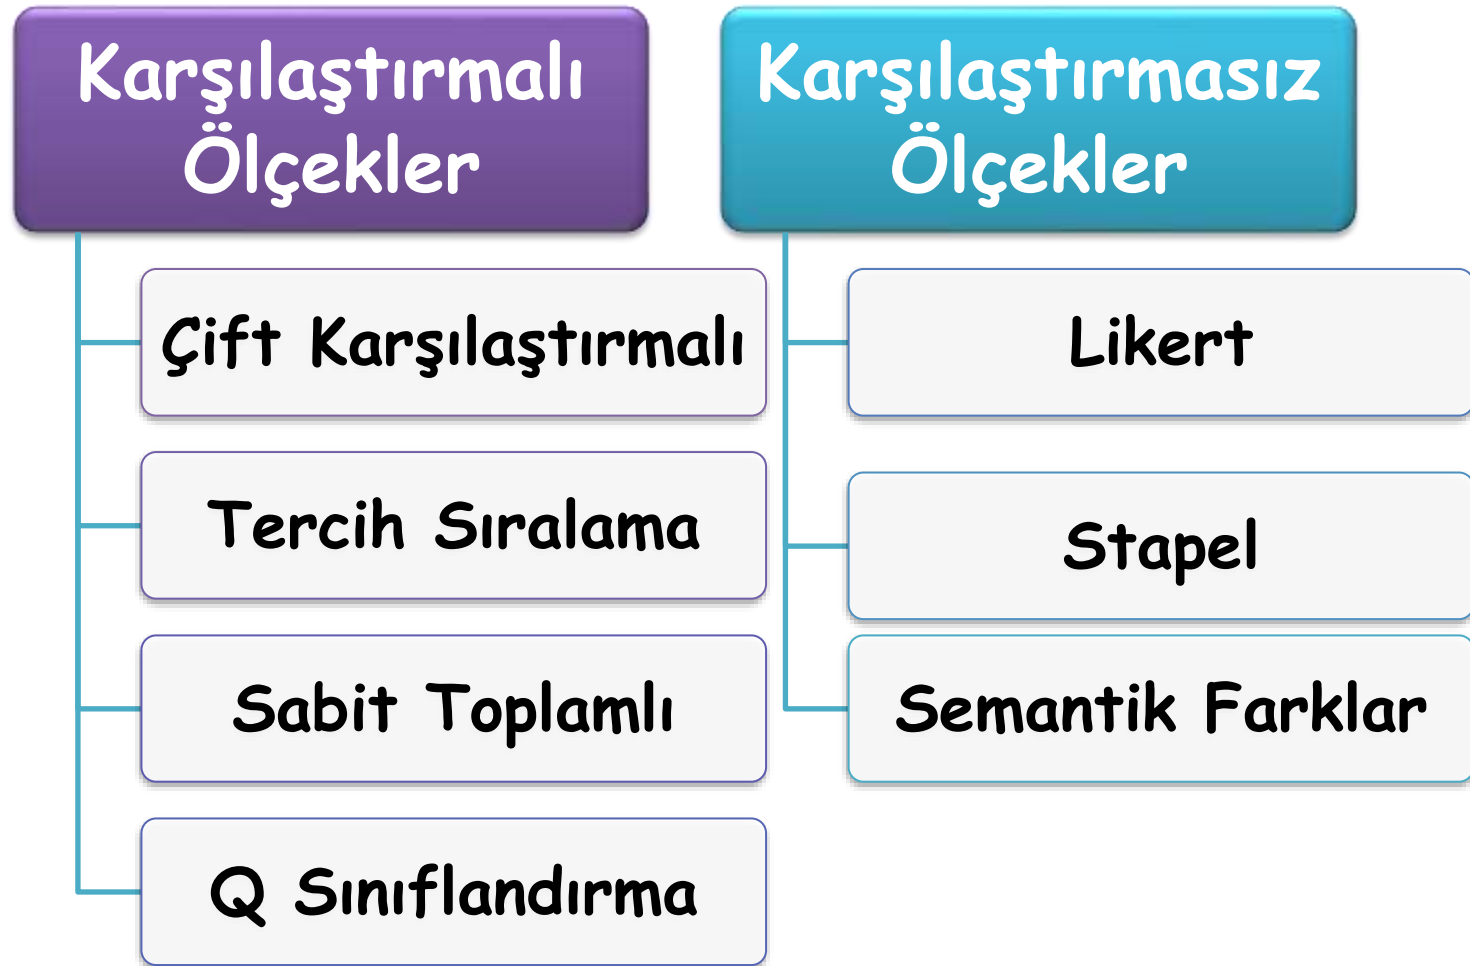 Karşılaştırmalı
Ölçekler
Çift Karşılaştırmalı
Tercih Sıralama
Sabit Toplamlı
Q Sınıflandırma
Karşılaştırmasız
Ölçekler
Likert
Stapel
Semantik Farklar